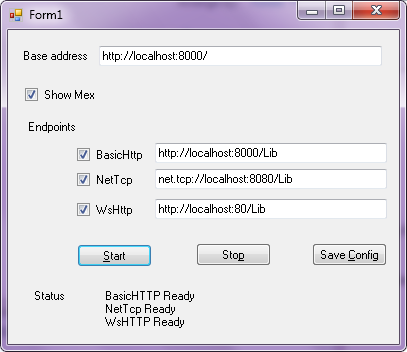 Form1
Base address http://localhost:8000/
Show Mex
Endpoints
BasicHttp http://localhost:8000/Lib
NetTcp net.tcp://localhost:8080/Lib
WsHttp http://localhost:80/Lib
Start Stop Save Config
Status BasicHTTP Ready
NetTcp Ready
WsHTTP Ready